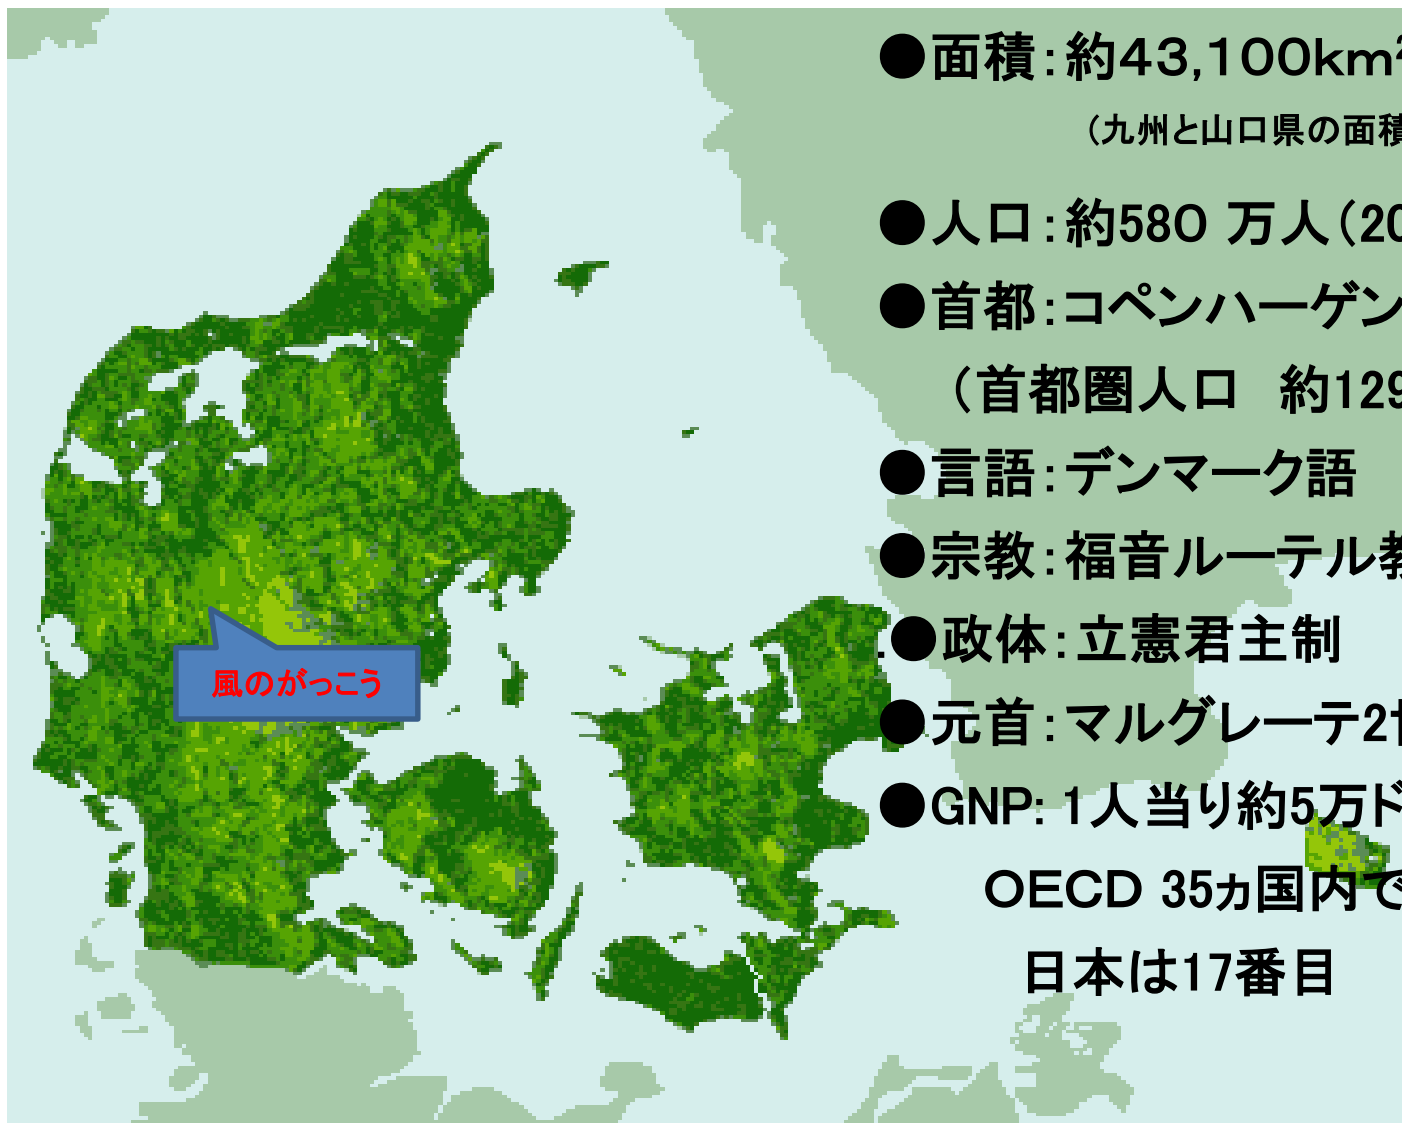 ●面積：約43,100km²
（九州と山口県の面積
●人口：約580 万人（20
●首都：コペンハーゲン
（首都圏人口　約129
●言語：デンマーク語
●宗教：福音ルーテル教
.●政体：立憲君主制
風のがっこう
●元首：マルグレーテ2世
●GNP：1人当り約5万ド
OECD 35ヵ国内で
日本は17番目